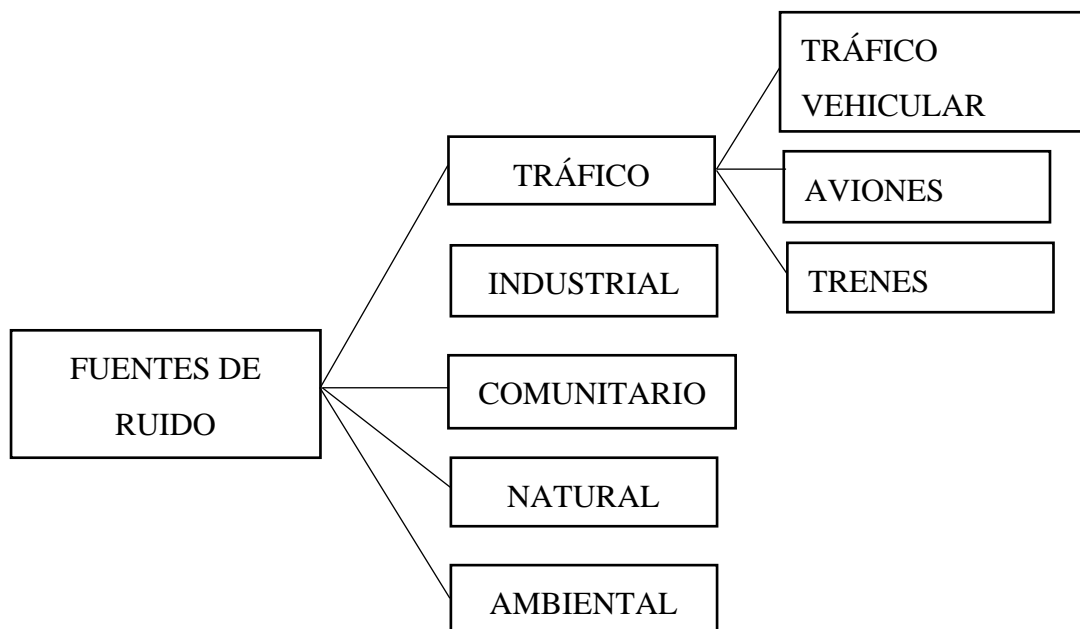 FUENTES DE
RUIDO
TRÁFICO
INDUSTRIAL
COMUNITARIO
NATURAL
AMBIENTAL
TRÁFICO
VEHICULAR
AVIONES
TRENES